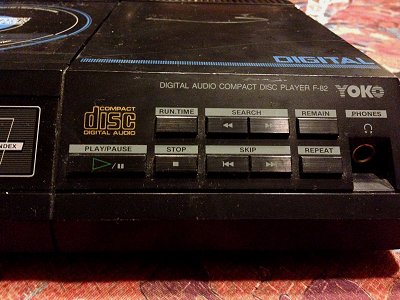 DIGITAL
DIGITAL AUDIO COMPACT DISC PLAYER F-82 YOKO
COMPACT
disc
DIGITAL AUDIO
RUN.TIME SEARCH REMAIN PHONES
INDEX
PLAY/PAUSE STOP SKIP REPEAT